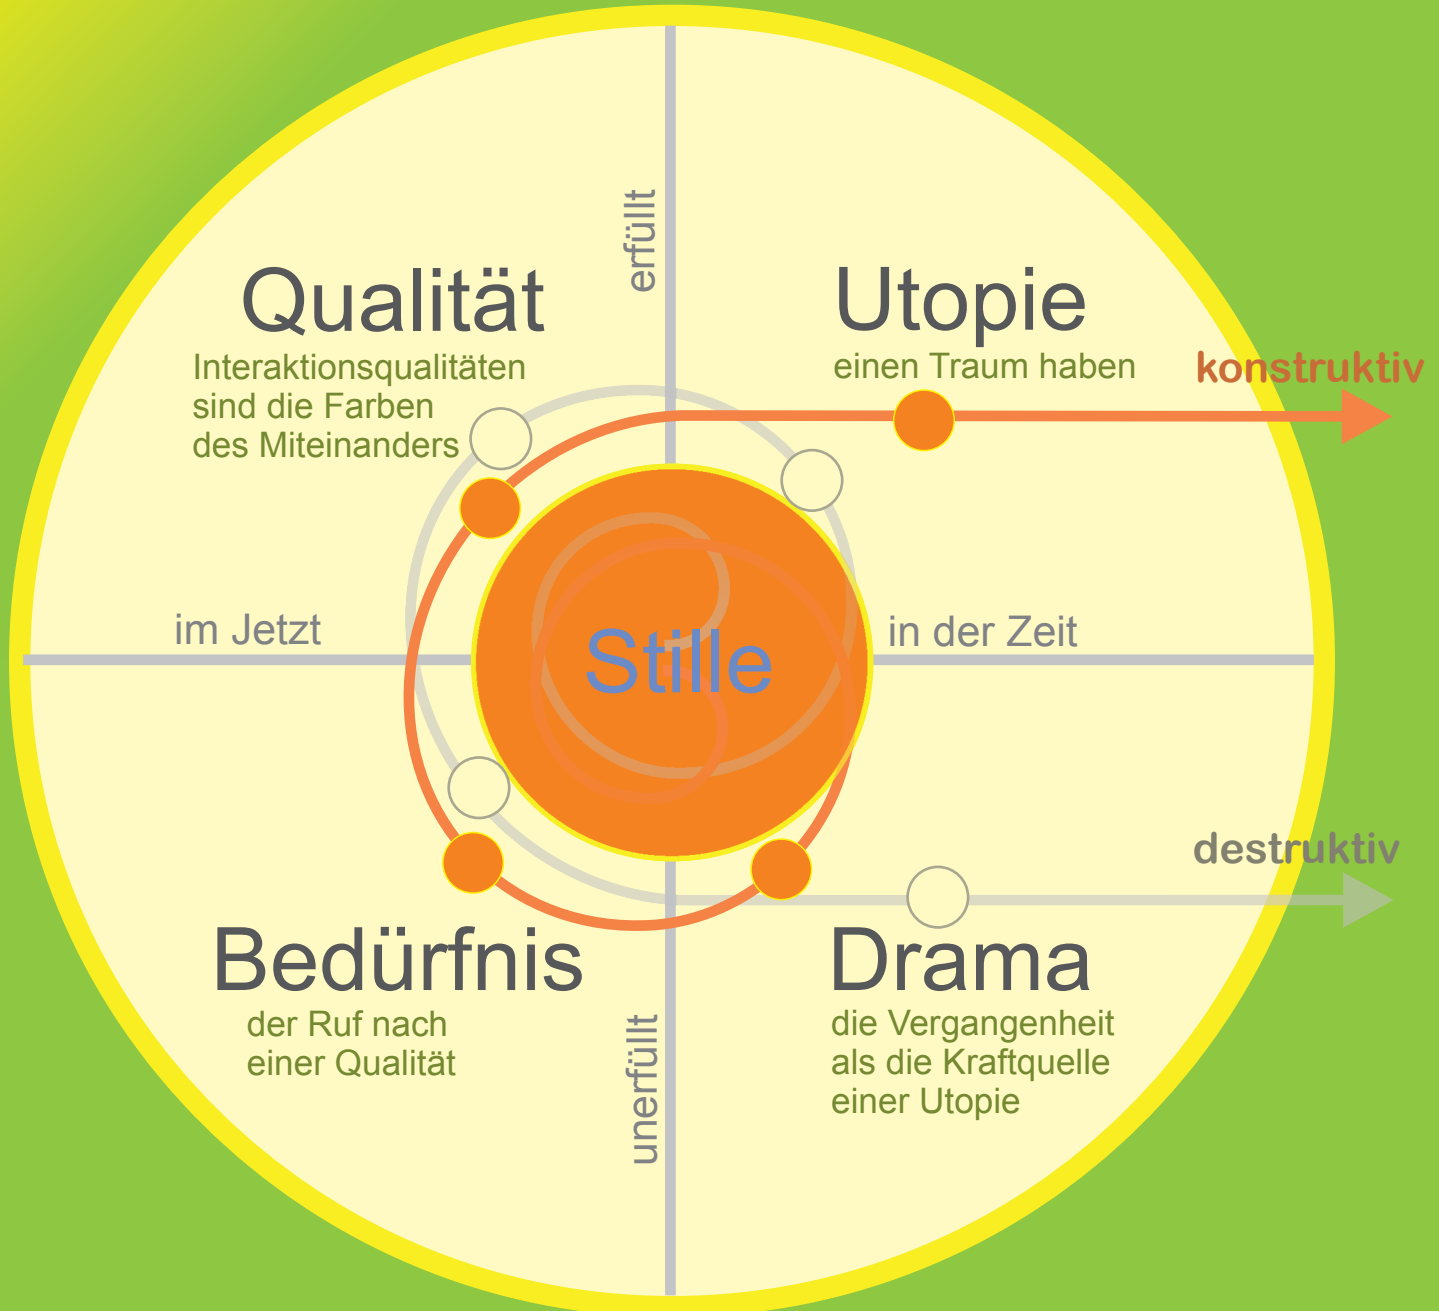 erfüllt
Qualität
Interaktionsqualitäten
sind die Farben
des Miteinanders
Utopie
einen Traum haben
konstruktiv
im Jetzt
Stille
in der Zeit
destruktiv
Bedürfnis
der Ruf nach
einer Qualität
Drama
die Vergangenheit
als die Kraftquelle
einer Utopie
unerfüllt